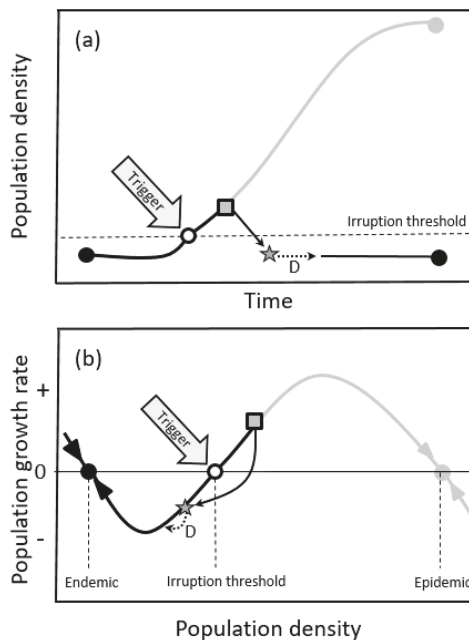 (a)
Population density
Trigger
Irruption threshold
D
Time
(b)
Population growth rate
+
0
-
Trigger
D
Endemic
Irruption threshold
Epidemic
Population density